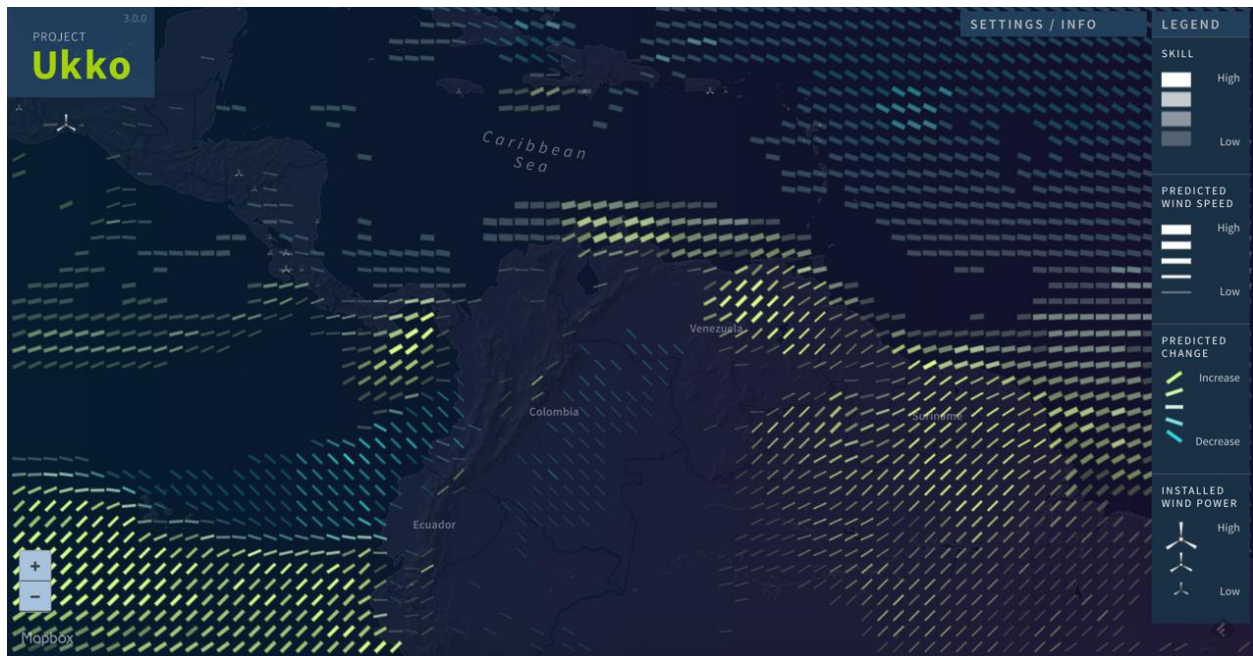 3.0.0
PROJECT
Ukko
SETTINGS / INFO
LEGEND
SKILL
High
Low
PREDICTED
WIND SPEED
High
Low
PREDICTED
CHANGE
Increase
Decrease
INSTALLED
WIND POWER
High
Low
Caribbean
Sea
Venezuela
Colombia
Suriname
Ecuador
+
−
Mapbox